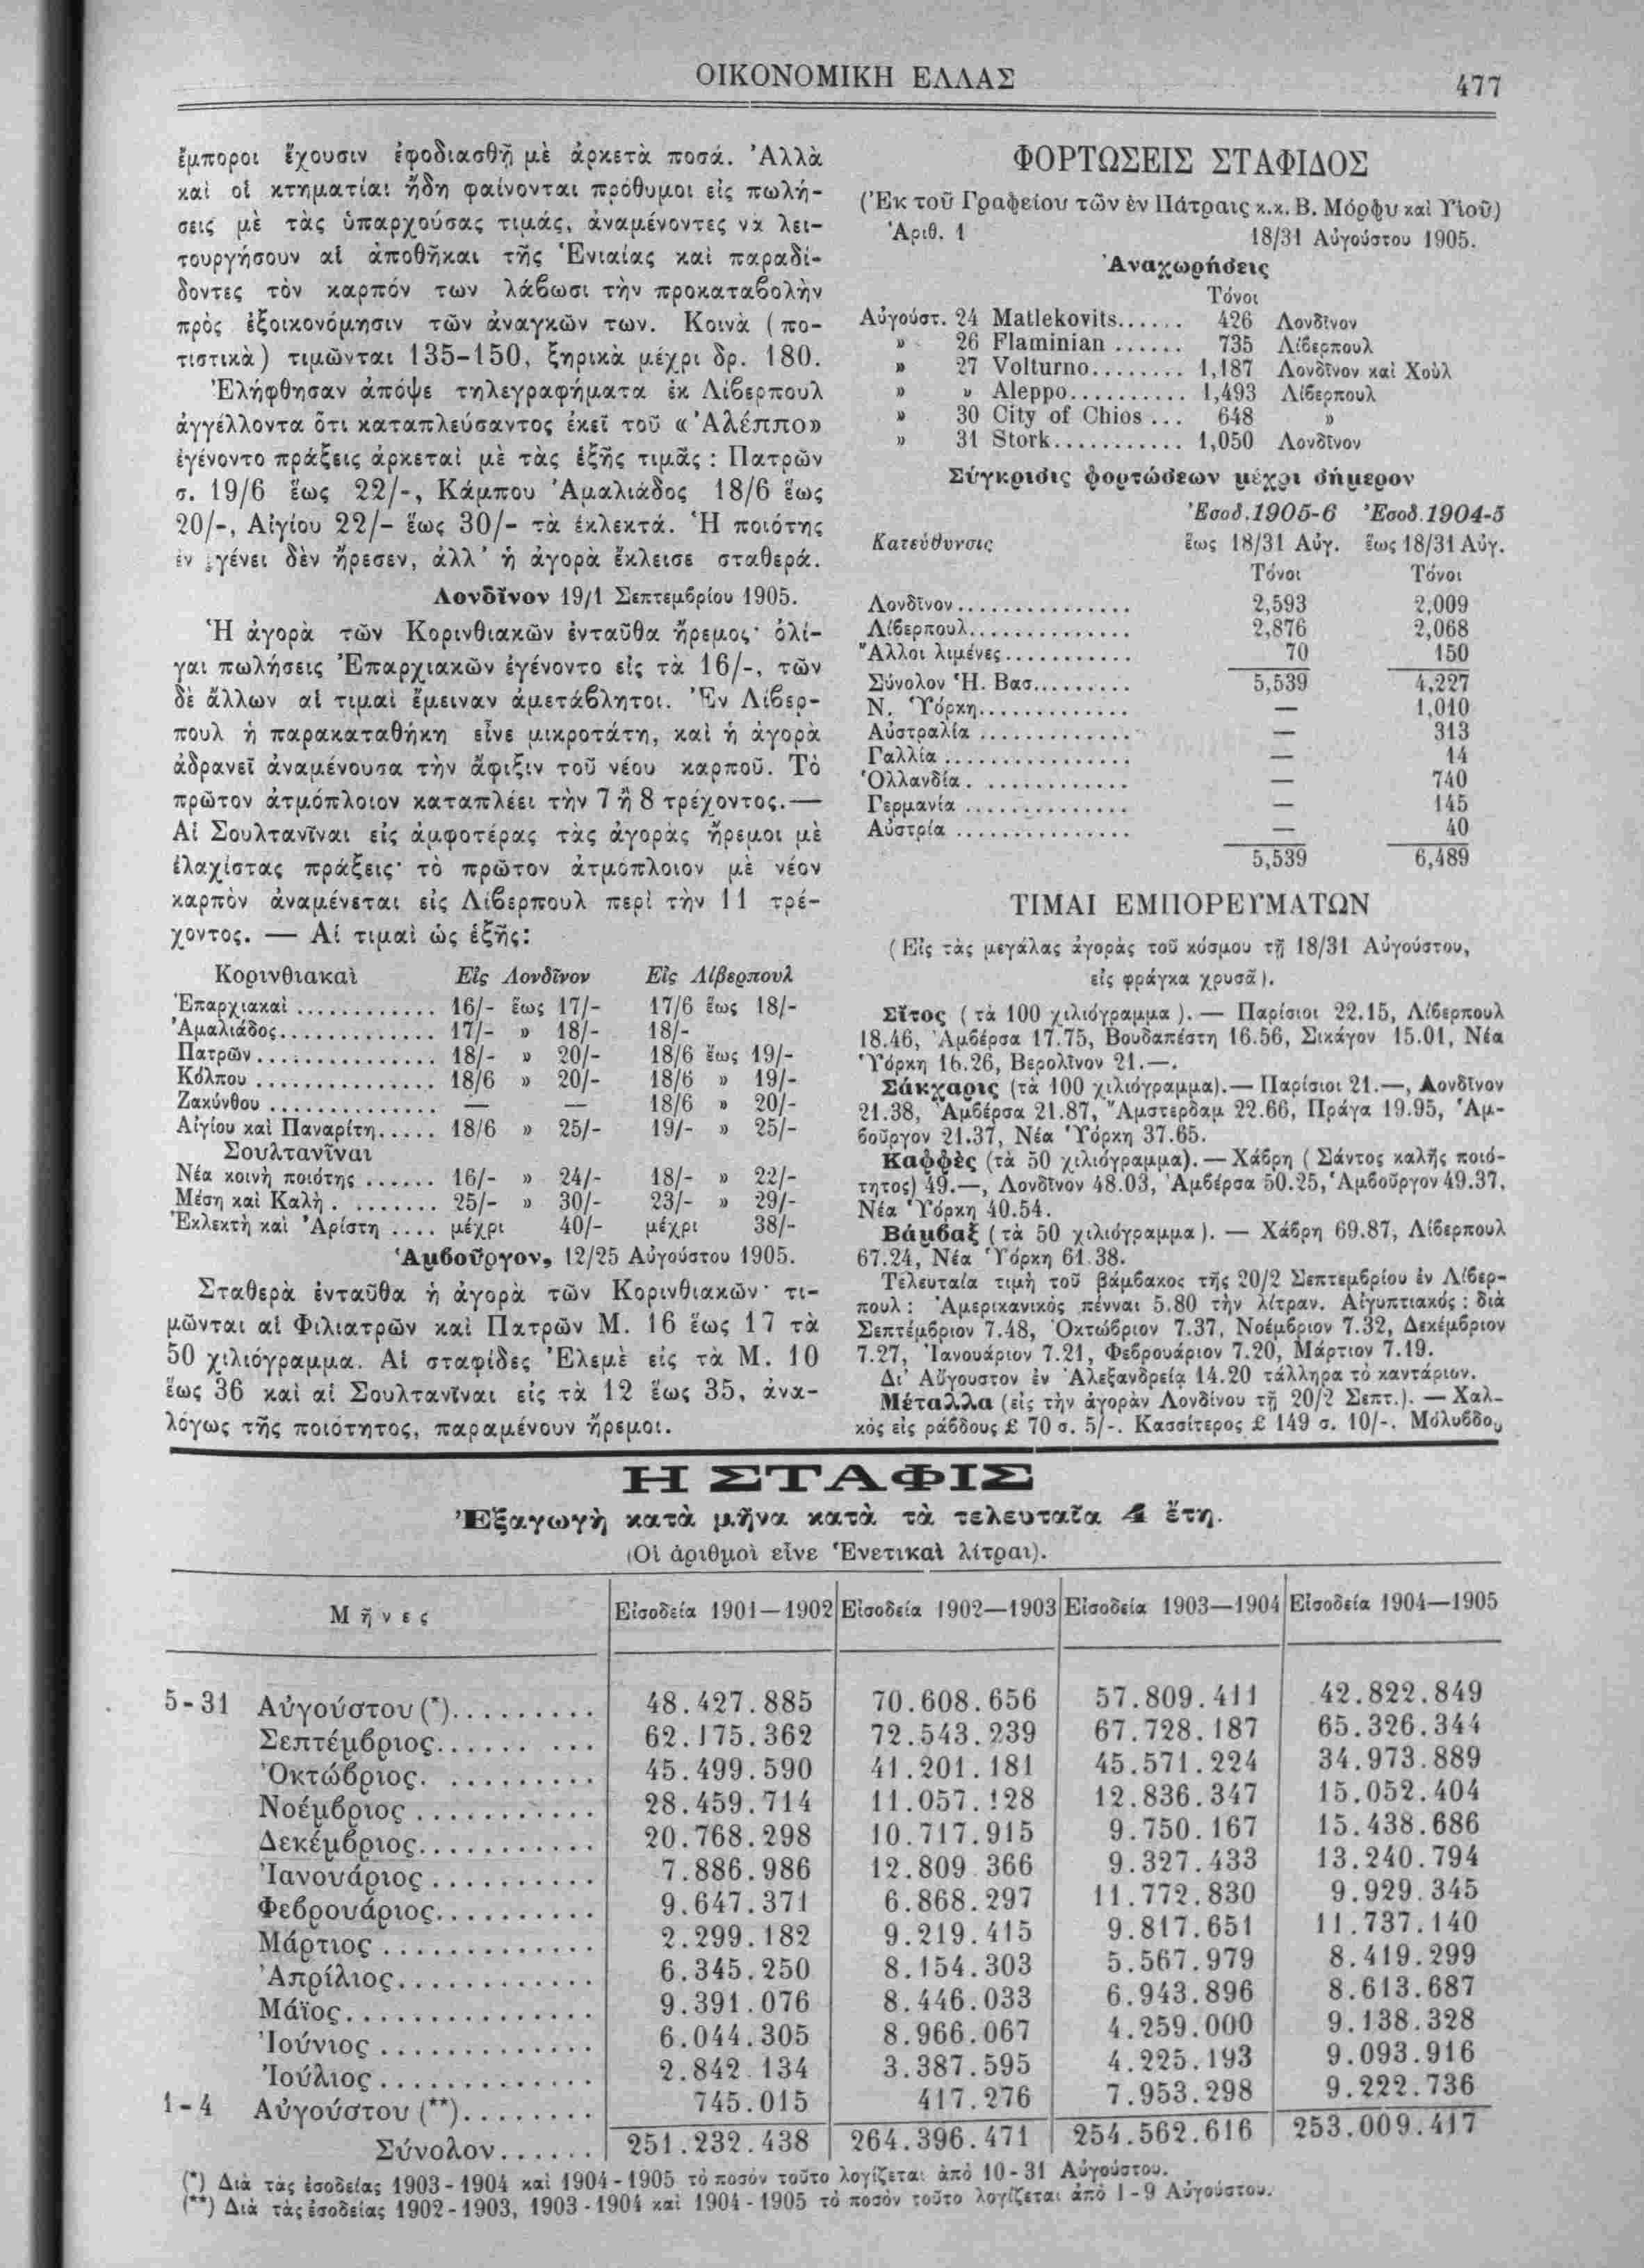 ΟΙΚΟΝΟΜΙΚΗ ΕΛΛΑΣ
477
ἔμποροι ἔχουσιν ἐφοδιασθῆ μὲ ἀρκετὰ ποσά. Ἀλλὰ
καὶ οἱ κτηματίαι ἤδη φαίνονται πρόθυμοι εἰς πωλή-
σεις μὲ τὰς ὑπαρχούσας τιμάς, ἀναμένοντες νὰ λει-
τουργήσουν αἱ ἀποθῆκαι τῆς Ἑνιαίας καὶ παραδί-
δοντες τὸν καρπόν των λάβωσι τὴν προκαταβολὴν
πρὸς ἐξοικονόμησιν τῶν ἀναγκῶν των. Κοινὰ (πο-
τιστικὰ) τιμῶνται 135-150, ξηρικὰ μέχρι δρ. 180.
Ἐλήφθησαν ἀπόψε τηλεγραφήματα ἐκ Λίβερπουλ
ἀγγέλλοντα ὅτι καταπλεύσαντος ἐκεῖ τοῦ «Ἀλέππο»
ἐγένοντο πράξεις ἀρκεταὶ μὲ τὰς ἑξῆς τιμᾶς : Πατρῶν
σ. 19/6 ἕως 22/-, Κάμπου Ἀμαλιάδος 18/6 ἕως
20/-, Αἰγίου 22/- ἕως 30/- τὰ ἐκλεκτά. Ἡ ποιότης
ἐν γένει δὲν ἤρεσεν, ἀλλ' ἡ ἀγορὰ ἔκλεισε σταθερά.
Λονδῖνον 19/1 Σεπτεμβρίου 1905.
Ἡ ἀγορὰ τῶν Κορινθιακῶν ἐνταῦθα ἤρεμος· ὀλί-
γαι πωλήσεις Ἐπαρχιακῶν ἐγένοντο εἰς τὰ 16/-, τῶν
δὲ ἄλλων αἱ τιμαὶ ἔμειναν ἀμετάβλητοι. Ἐν Λίβερ-
πουλ ἡ παρακαταθήκη εἶνε μικροτάτη, καὶ ἡ ἀγορὰ
ἀδρανεῖ ἀναμένουσα τὴν ἄφιξιν τοῦ νέου καρποῦ. Τὸ
πρῶτον ἀτμόπλοιον καταπλέει τὴν 7 ἢ 8 τρέχοντος.—
Αἱ Σουλτανῖναι εἰς ἀμφοτέρας τὰς ἀγορὰς ἤρεμοι μὲ
ἐλαχίστας πράξεις· τὸ πρῶτον ἀτμόπλοιον μὲ νέον
καρπὸν ἀναμένεται εἰς Λίβερπουλ περὶ τὴν 11 τρέ-
χοντος. — Αἱ τιμαὶ ὡς ἑξῆς:
Κορινθιακαὶ Εἰς Λονδῖνον Εἰς Λίβερπουλ
Ἐπαρχιακαὶ ............ 16/- ἕως 17/- 17/6 ἕως 18/-
Ἀμαλιάδος............. 17/- » 18/- 18/-
Πατρῶν ............... 18/- » 20/- 18/6 ἕως 19/-
Κόλπου ............... 18/6 » 20/- 18/6 » 19/-
Ζακύνθου .............. — — 18/6 » 20/-
Αἰγίου καὶ Παναρίτη..... 18/6 » 25/- 19/- » 25/-
Σουλτανῖναι
Νέα κοινὴ ποιότης ...... 16/- » 24/- 18/- » 22/-
Μέση καὶ Καλὴ ......... 25/- » 30/- 23/- » 29/-
Ἐκλεκτὴ καὶ Ἀρίστη .... μέχρι 40/- μέχρι 38/-
Ἁμβοῦργον, 12/25 Αὐγούστου 1905.
Σταθερὰ ἐνταῦθα ἡ ἀγορὰ τῶν Κορινθιακῶν· τι-
μῶνται αἱ Φιλιατρῶν καὶ Πατρῶν Μ. 16 ἕως 17 τὰ
50 χιλιόγραμμα. Αἱ σταφίδες Ἐλεμὲ εἰς τὰ Μ. 10
ἕως 36 καὶ αἱ Σουλτανῖναι εἰς τὰ 12 ἕως 35, ἀνα-
λόγως τῆς ποιότητος, παραμένουν ἤρεμοι.
ΦΟΡΤΩΣΕΙΣ ΣΤΑΦΙΔΟΣ
(Ἐκ τοῦ Γραφείου τῶν ἐν Πάτραις κ.κ. Β. Μόρφυ καὶ Υἱοῦ)
Ἀριθ. 1 18/31 Αὐγούστου 1905.
Ἀναχωρήσεις
Τόνοι
Αὐγούστ. 24 Matlekovits...... 426 Λονδῖνον
» 26 Flaminian ...... 735 Λίβερπουλ
» 27 Volturno........ 1,187 Λονδῖνον καὶ Χοὺλ
» » Aleppo.......... 1,493 Λίβερπουλ
» 30 City of Chios ... 648 »
» 31 Stork........... 1,050 Λονδῖνον
Σύγκρισις φορτώσεων μέχρι σήμερον
Ἐσοδ.1905-6 Ἐσοδ.1904-5
Κατεύθυνσις ἕως 18/31 Αὐγ. ἕως 18/31 Αὐγ.
Τόνοι Τόνοι
Λονδῖνον............... 2,593 2,009
Λίβερπουλ.............. 2,876 2,068
Ἄλλοι λιμένες........... 70 150
Σύνολον Ἡ. Βασ......... 5,539 4,227
Ν. Ὑόρκη............. — 1,010
Αὐστραλία ............. — 313
Γαλλία ................ — 14
Ὁλλανδία. ............ — 740
Γερμανία .............. — 145
Αὐστρία ............... — 40
5,539 6,489
ΤΙΜΑΙ ΕΜΠΟΡΕΥΜΑΤΩΝ
(Εἰς τὰς μεγάλας ἀγορὰς τοῦ κόσμου τῇ 18/31 Αὐγούστου,
εἰς φράγκα χρυσᾶ).
Σῖτος (τὰ 100 χιλιόγραμμα ).— Παρίσιοι 22.15, Λίβερπουλ
18.46, Ἀμβέρσα 17.75, Βουδαπέστη 16.56, Σικάγον 15.01, Νέα
Ὑόρκη 16.26, Βερολῖνον 21.—.
Σάκχαρις (τὰ 100 χιλιόγραμμα).— Παρίσιοι 21.—, Λονδῖνον
21.38, Ἀμβέρσα 21.87, Ἄμστερδαμ 22.66, Πράγα 19.95, Ἁμ-
βοῦργον 21.37, Νέα Ὑόρκη 37.65.
Καφφὲς (τὰ 50 χιλιόγραμμα).— Χάβρη (Σάντος καλῆς ποιό-
τητος) 49.—, Λονδῖνον 48.03, Ἀμβέρσα 50.25, Ἁμβοῦργον 49.37,
Νέα Ὑόρκη 40.54.
Βάμβαξ (τὰ 50 χιλιόγραμμα). — Χάβρη 69.87, Λίβερπουλ
67.24, Νέα Ὑόρκη 61.38.
Τελευταία τιμὴ τοῦ βάμβακος τῆς 20/2 Σεπτεμβρίου ἐν Λίβερ-
πουλ : Ἀμερικανικὸς πένναι 5.80 τὴν λίτραν. Αἰγυπτιακός : διὰ
Σεπτέμβριον 7.48, Ὀκτώβριον 7.37, Νοέμβριον 7.32, Δεκέμβριον
7.27, Ἰανουάριον 7.21, Φεβρουάριον 7.20, Μάρτιον 7.19.
Δι' Αὔγουστον ἐν Ἀλεξανδρείᾳ 14.20 τάλληρα τὸ καντάριον.
Μέταλλα (εἰς τὴν ἀγορὰν Λονδίνου τῇ 20/2 Σεπτ.). — Χαλ-
κὸς εἰς ράβδους £ 70 σ. 5/-. Κασσίτερος £ 149 σ. 10/-. Μόλυβδο
Η ΣΤΑΦΙΣ
Ἐξαγωγὴ κατὰ μῆνα κατὰ τὰ τελευταῖα 4 ἔτη.
(Οἱ ἀριθμοὶ εἶνε Ἑνετικαὶ λίτραι).
Μῆνες Εἰσοδεία 1901—1902 Εἰσοδεία 1902—1903 Εἰσοδεία 1903—1904 Εἰσοδεία 1904—1905
5-31 Αὐγούστου (*)......... 48.427.885 70.608.656 57.809.411 42.822.849
Σεπτέμβριος...... ... 62.175.362 72.543.239 67.728.187 65.326.344
Ὀκτώβριος. ......... 45.499.590 41.201.181 45.571.224 34.973.889
Νοέμβριος ........... 28.459.714 11.057.128 12.836.347 15.052.404
Δεκέμβριος........... 20.768.298 10.717.915 9.750.167 15.438.686
Ἰανουάριος .......... 7.886.986 12.809.366 9.327.433 13.240.794
Φεβρουάριος.......... 9.647.371 6.868.297 11.772.830 9.929.345
Μάρτιος ............. 2.299.182 9.219.415 9.817.651 11.737.140
Ἀπρίλιος............ 6.345.250 8.154.303 5.567.979 8.419.299
Μάϊος............... 9.391.076 8.446.033 6.943.896 8.613.687
Ἰούνιος ............. 6.044.305 8.966.067 4.259.000 9.138.328
Ἰούλιος ............. 2.842.134 3.387.595 4.225.193 9.093.916
1-4 Αὐγούστου (**)........ 745.015 417.276 7.953.298 9.222.736
Σύνολον...... 251.232.438 264.396.471 254.562.616 253.009.417
(*) Διὰ τὰς ἐσοδείας 1903-1904 καὶ 1904-1905 τὸ ποσὸν τοῦτο λογίζεται ἀπὸ 10-31 Αὐγούστου.
(**) Διὰ τὰς ἐσοδείας 1902-1903, 1903-1904 καὶ 1904-1905 τὸ ποσὸν τοῦτο λογίζεται ἀπὸ 1-9 Αὐγούστου.